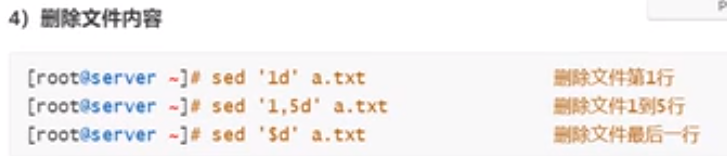 4）删除文件内容
[root@server ~]# sed '1d' a.txt 删除文件第1行
[root@server ~]# sed '1,5d' a.txt 删除文件1到5行
[root@server ~]# sed '$d' a.txt 删除文件最后一行